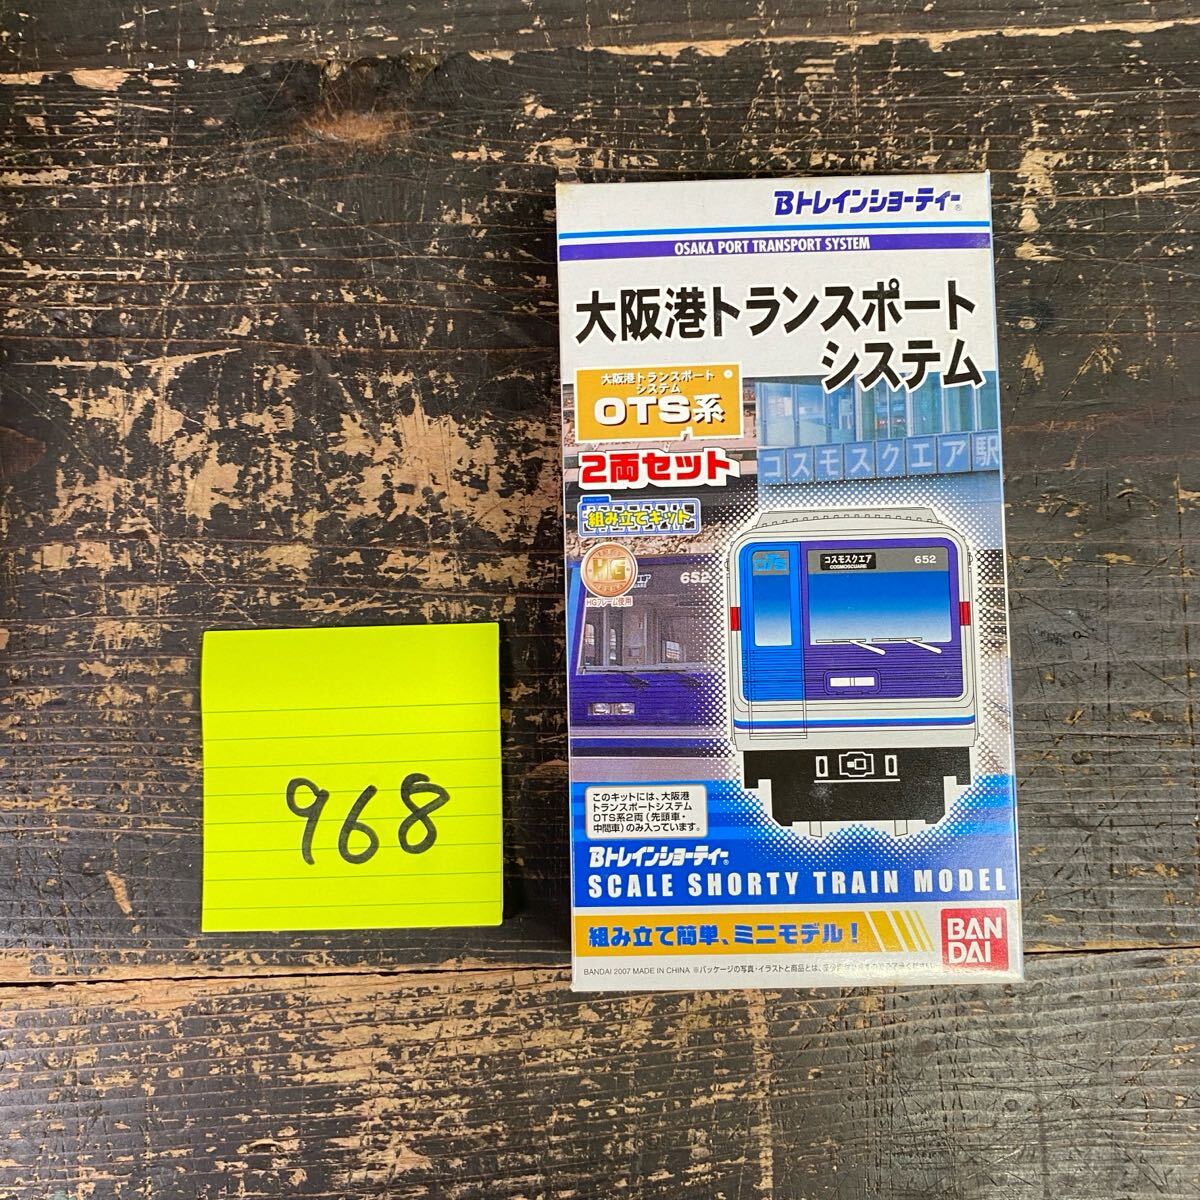 Bトレインショーティー®
OSAKA PORT TRANSPORT SYSTEM
大阪港トランスポート
システム
大阪港トランスポート
システム
OTS系
2両セット
組み立てキット
HG
HGフレーム使用
コスモスクエア駅
652
OTS
コスモスクエア
COSMOSCUARE
652
このキットには、大阪港
トランスポートシステム
OTS系2両（先頭車・
中間車）のみ入っています。
Bトレインショーティー®
SCALE SHORTY TRAIN MODEL
組み立て簡単、ミニモデル！
BAN
DAI
BANDAI 2007 MADE IN CHINA ※パッケージの写真・イラストと商品とは、
968